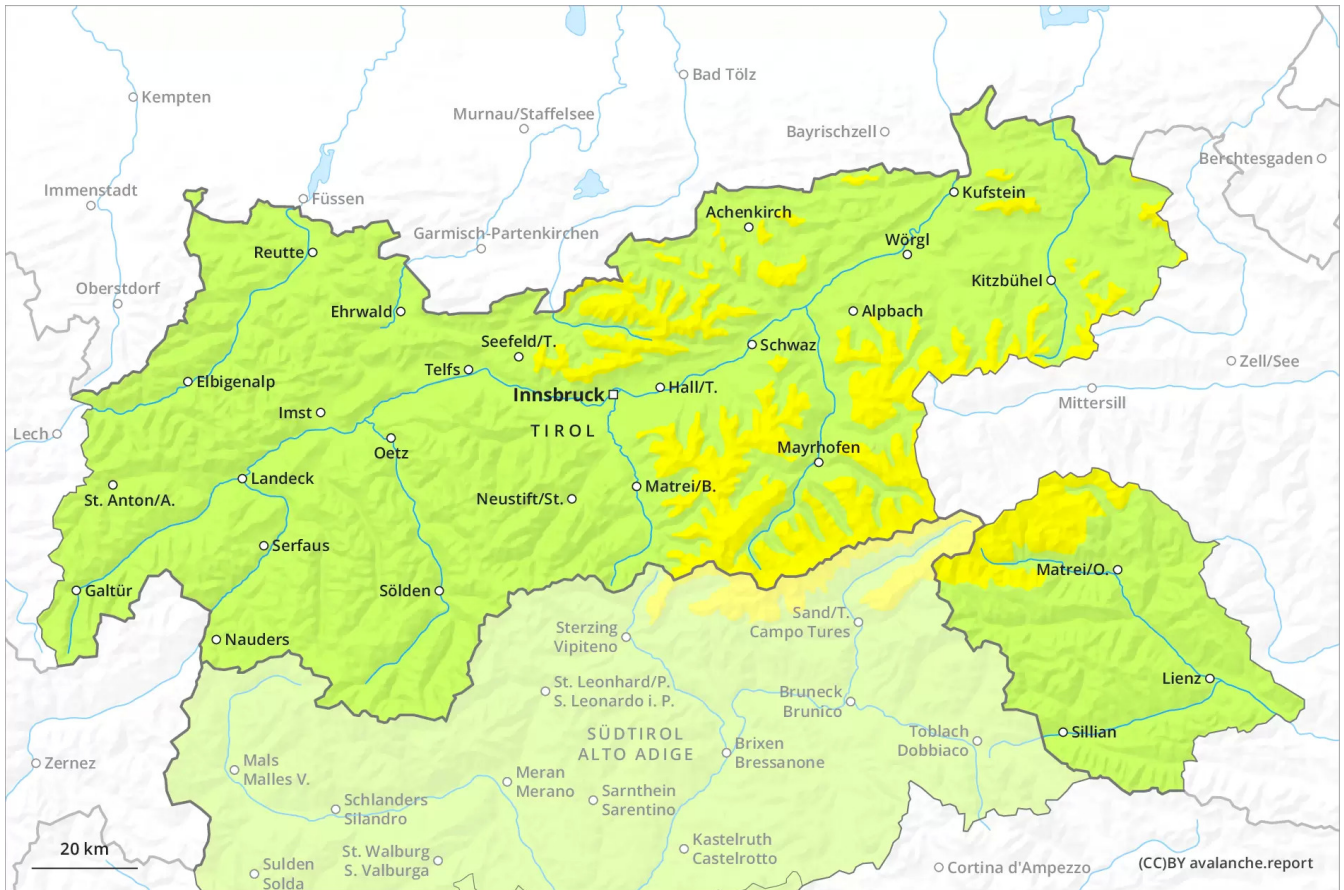 Kempten
Bad Tölz
Murnau/Staffelsee
Bayrischzell
Berchtesgaden
Immenstadt
Füssen
Kufstein
Achenkirch
Garmisch-Partenkirchen
Reutte
Wörgl
Oberstdorf
Kitzbühel
Ehrwald
Alpbach
Seefeld/T.
Schwaz
Zell/See
Telfs
Elbigenalp
Hall/T.
Innsbruck
Mittersill
Imst
TIROL
Lech
Oetz
Mayrhofen
Landeck
St. Anton/A.
Neustift/St.
Matrei/B.
Serfaus
Matrei/O.
Galtür
Sölden
Sand/T.
Campo Tures
Sterzing
Vipiteno
Nauders
Lienz
St. Leonhard/P.
S. Leonardo i. P.
Bruneck
Brunico
SÜDTIROL
ALTO ADIGE
Toblach
Dobbiaco
Sillian
Brixen
Bressanone
Zernez
Mals
Malles V.
Meran
Merano
Sarnthein
Sarentino
Schlanders
Silandro
20 km
Kastelruth
Castelrotto
St. Walburg
S. Valburga
Sulden
Solda
Cortina d'Ampezzo
(CC)BY avalanche.report